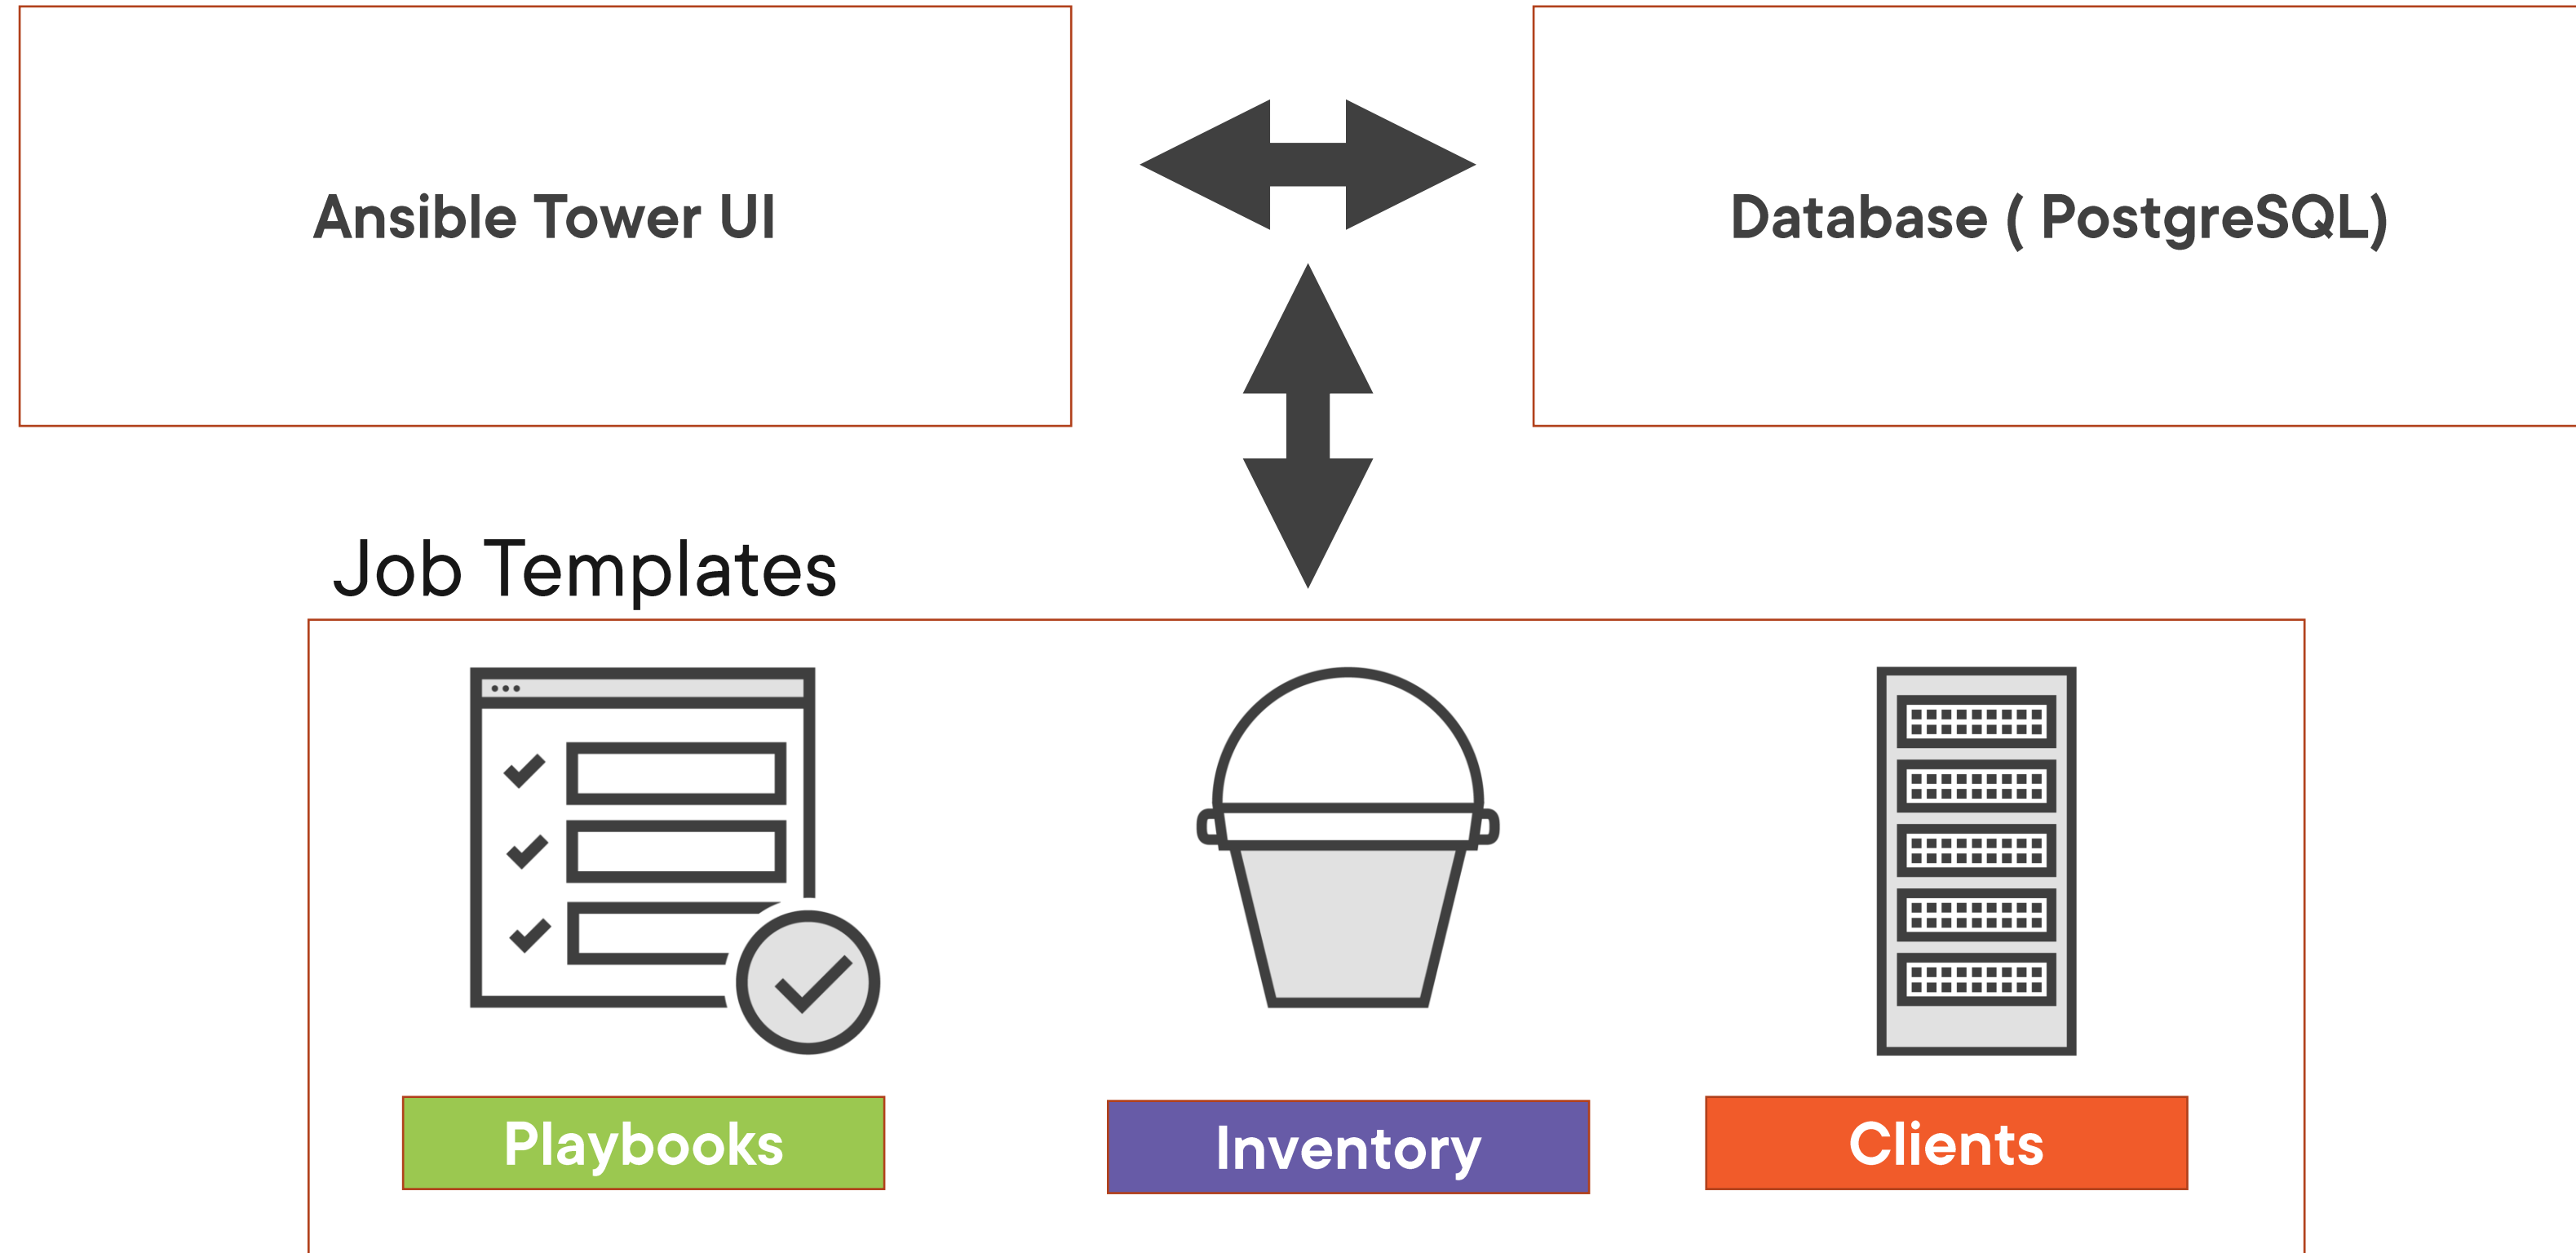 Ansible Tower UI
Database ( PostgreSQL)
Job Templates
Playbooks
Inventory
Clients